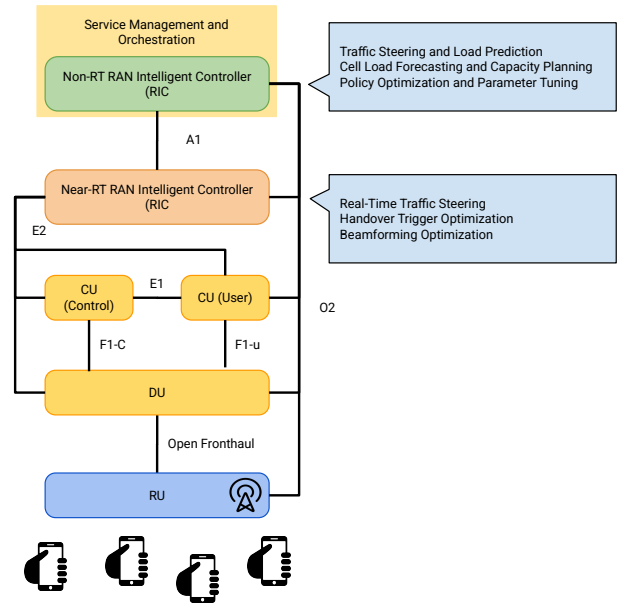 Service Management and
Orchestration
Non-RT RAN Intelligent Controller
(RIC
Traffic Steering and Load Prediction
Cell Load Forecasting and Capacity Planning
Policy Optimization and Parameter Tuning
A1
Near-RT RAN Intelligent Controller
(RIC
Real-Time Traffic Steering
Handover Trigger Optimization
Beamforming Optimization
E2
CU
(Control)
E1
CU (User)
O2
F1-C
F1-u
DU
Open Fronthaul
RU